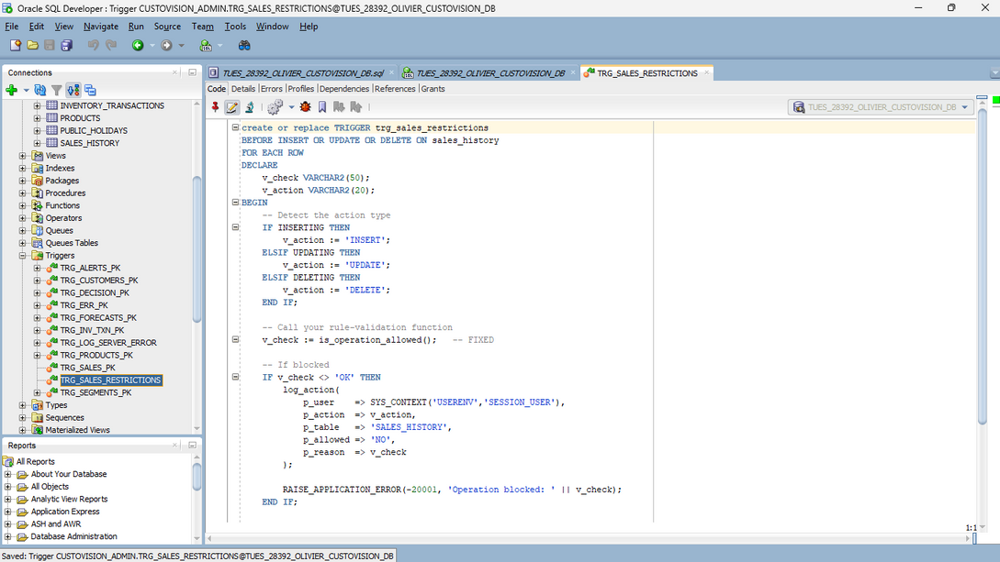 Oracle SQL Developer : Trigger CUSTOVISION_ADMIN.TRG_SALES_RESTRICTIONS@TUES_28392_OLIVIER_CUSTOVISION_DB
File Edit View Navigate Run Source Team Tools Window Help
Connections
INVENTORY_TRANSACTIONS
PRODUCTS
PUBLIC_HOLIDAYS
SALES_HISTORY
Views
Indexes
Packages
Procedures
Functions
Operators
Queues
Queues Tables
Triggers
TRG_ALERTS_PK
TRG_CUSTOMERS_PK
TRG_DECISION_PK
TRG_ERR_PK
TRG_FORECASTS_PK
TRG_INV_TXN_PK
TRG_LOG_SERVER_ERROR
TRG_PRODUCTS_PK
TRG_SALES_PK
TRG_SALES_RESTRICTIONS
TRG_SEGMENTS_PK
Types
Sequences
Materialized Views
Reports
All Reports
About Your Database
All Objects
Analytic View Reports
Application Express
ASH and AWR
Database Administration
TUES_28392_OLIVIER_CUSTOVISION_DB.sql TUES_28392_OLIVIER_CUSTOVISION_DB TRG_SALES_RESTRICTIONS
Code Details Errors Profiles Dependencies References Grants
TUES_28392_OLIVIER_CUSTOVISION_DB
create or replace TRIGGER trg_sales_restrictions
BEFORE INSERT OR UPDATE OR DELETE ON sales_history
FOR EACH ROW
DECLARE
v_check VARCHAR2(50);
v_action VARCHAR2(20);
BEGIN
-- Detect the action type
IF INSERTING THEN
v_action := 'INSERT';
ELSIF UPDATING THEN
v_action := 'UPDATE';
ELSIF DELETING THEN
v_action := 'DELETE';
END IF;
-- Call your rule-validation function
v_check := is_operation_allowed(); -- FIXED
-- If blocked
IF v_check <> 'OK' THEN
log_action(
p_user => SYS_CONTEXT('USERENV','SESSION_USER'),
p_action => v_action,
p_table => 'SALES_HISTORY',
p_allowed => 'NO',
p_reason => v_check
);
RAISE_APPLICATION_ERROR(-20001, 'Operation blocked: ' || v_check);
END IF;
1:1
Saved: Trigger CUSTOVISION_ADMIN.TRG_SALES_RESTRICTIONS@TUES_28392_OLIVIER_CUSTOVISION_DB